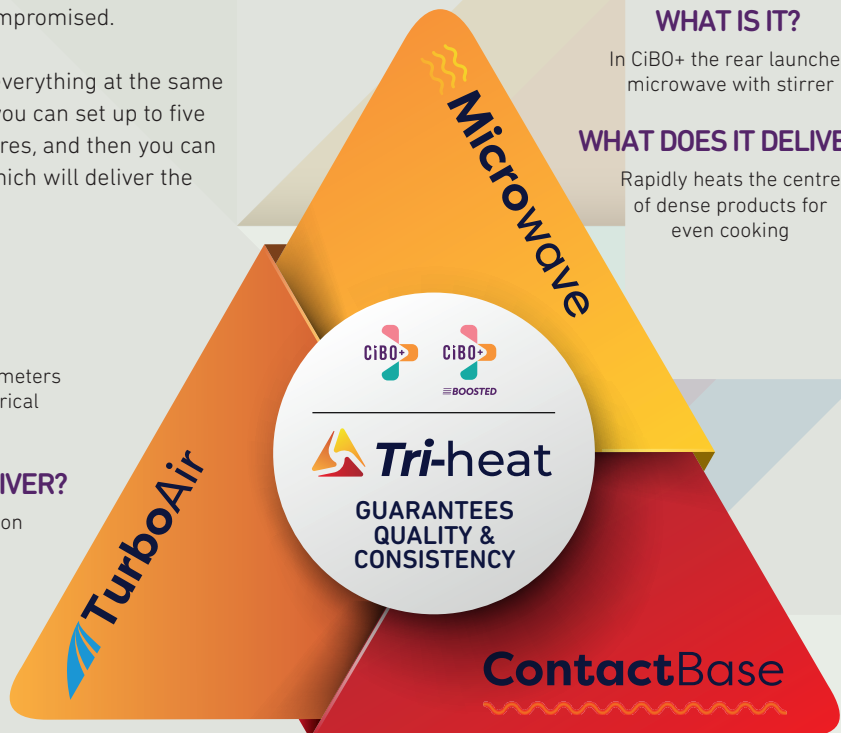 mpromised.
everything at the same
you can set up to five
res, and then you can
hich will deliver the
WHAT IS IT?
In CiBO+ the rear launche
microwave with stirrer
WHAT DOES IT DELIVE
Rapidly heats the centre
of dense products for
even cooking
Microwave
CiBO+ CiBO+
BOOSTED
Tri-heat
GUARANTEES
QUALITY &
CONSISTENCY
meters
rical
IVER?
on
TurboAir
ContactBase